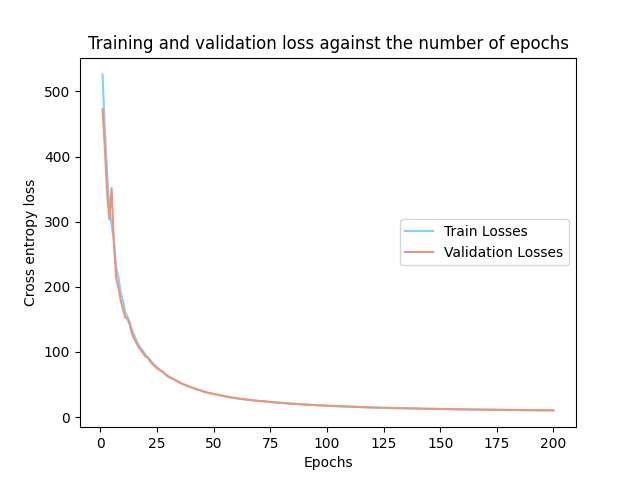 Training and validation loss against the number of epochs
Cross entropy loss
500
400
300
200
100
0
Train Losses
Validation Losses
0 25 50 75 100 125 150 175 200
Epochs